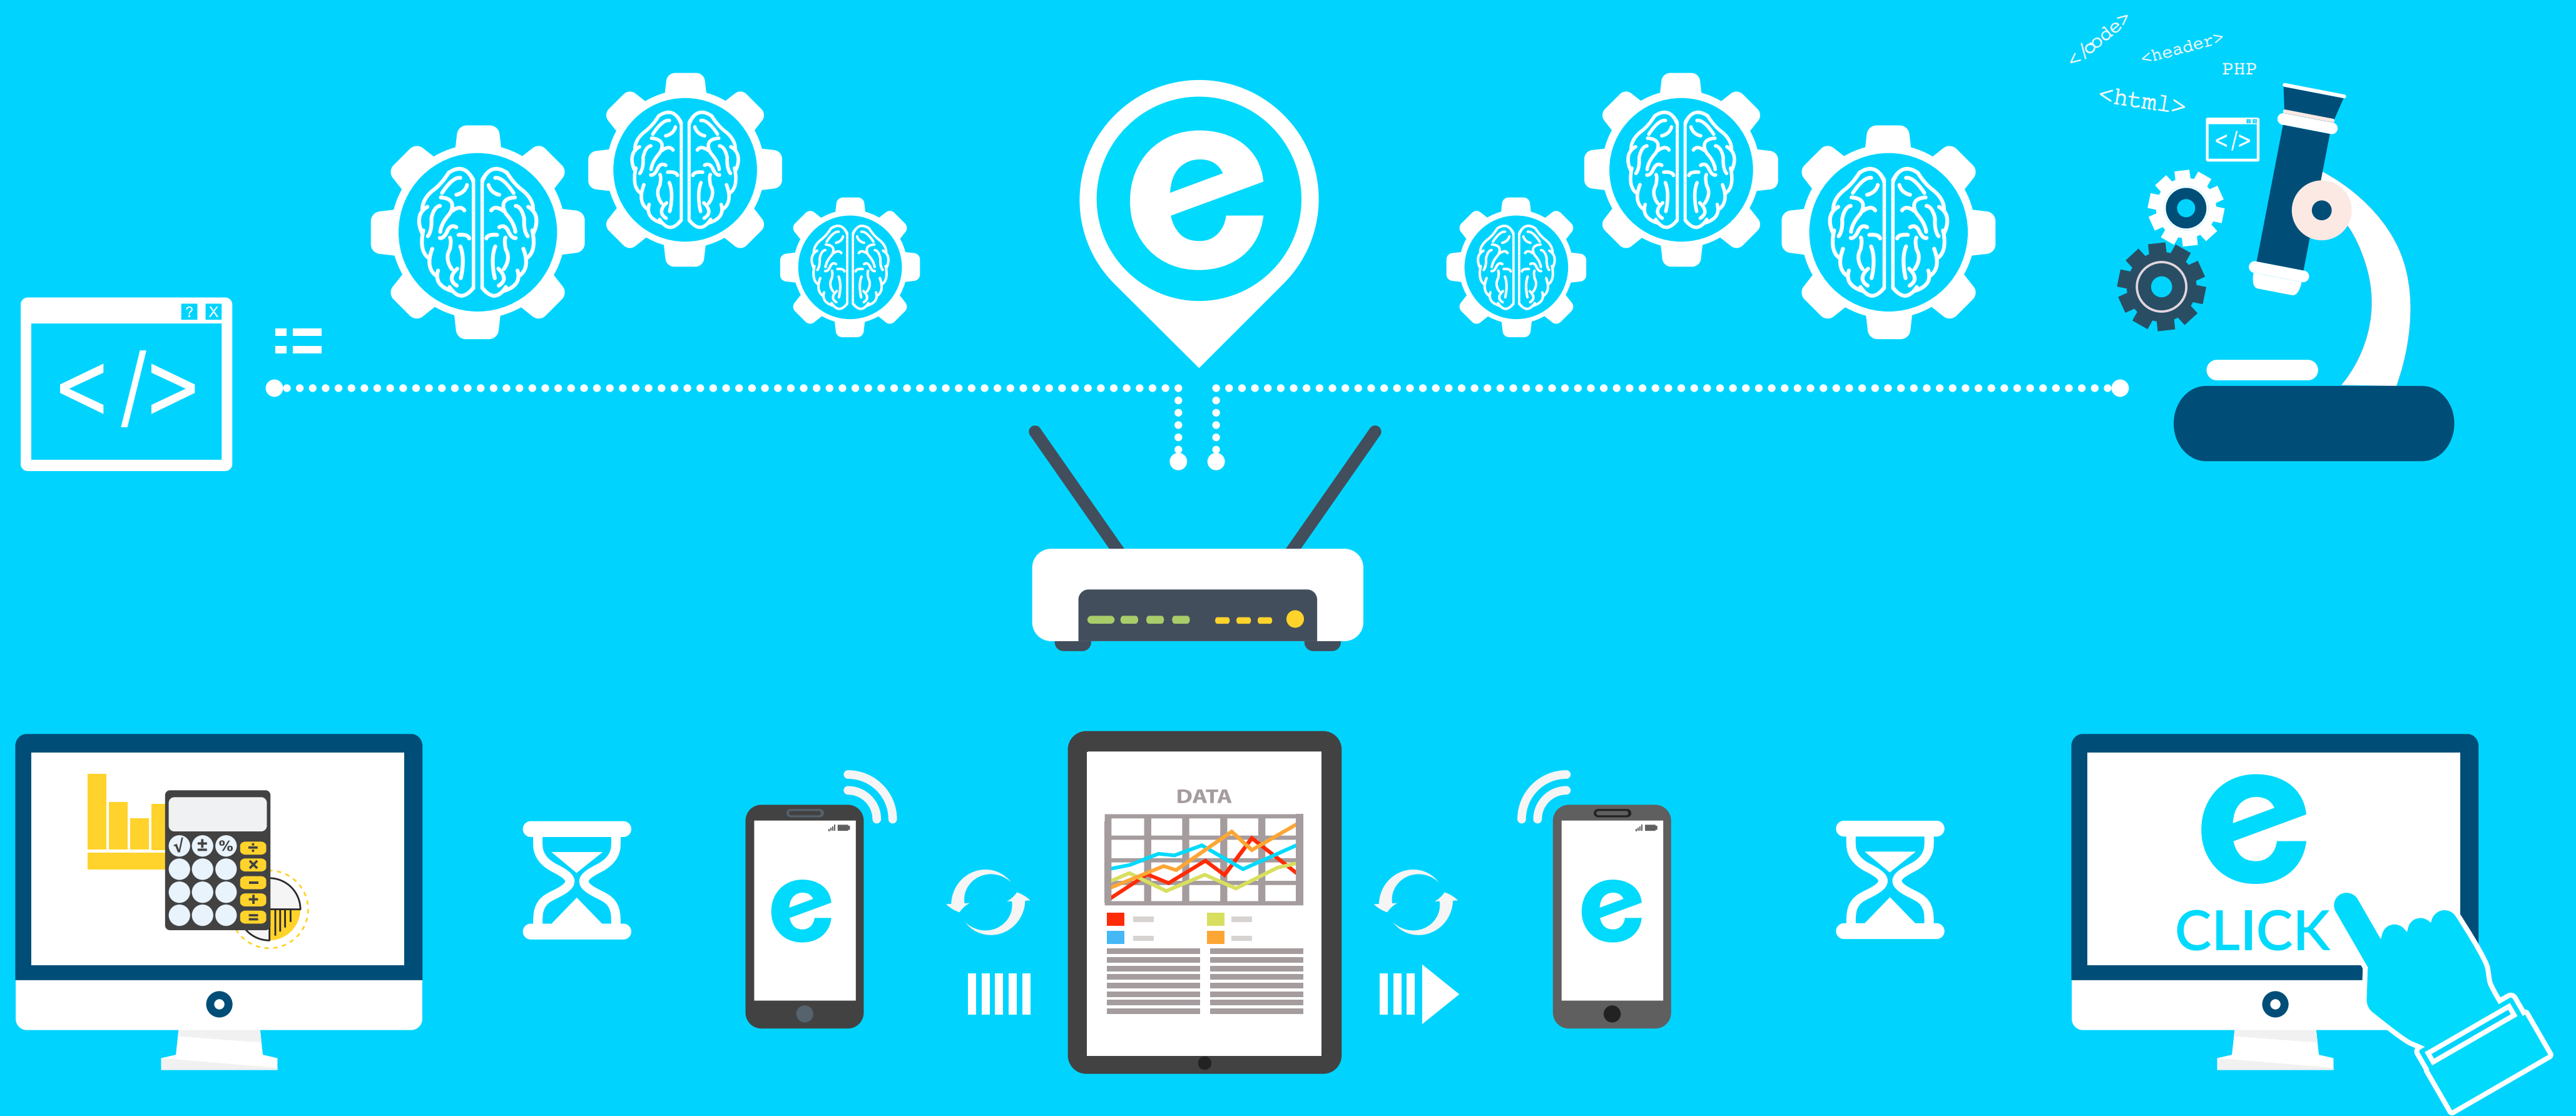 </code>
<header>
PHP
<html>
</>
e
? X
</>
DATA
√ ± %
÷
×
−
+
=
e
e
e
CLICK